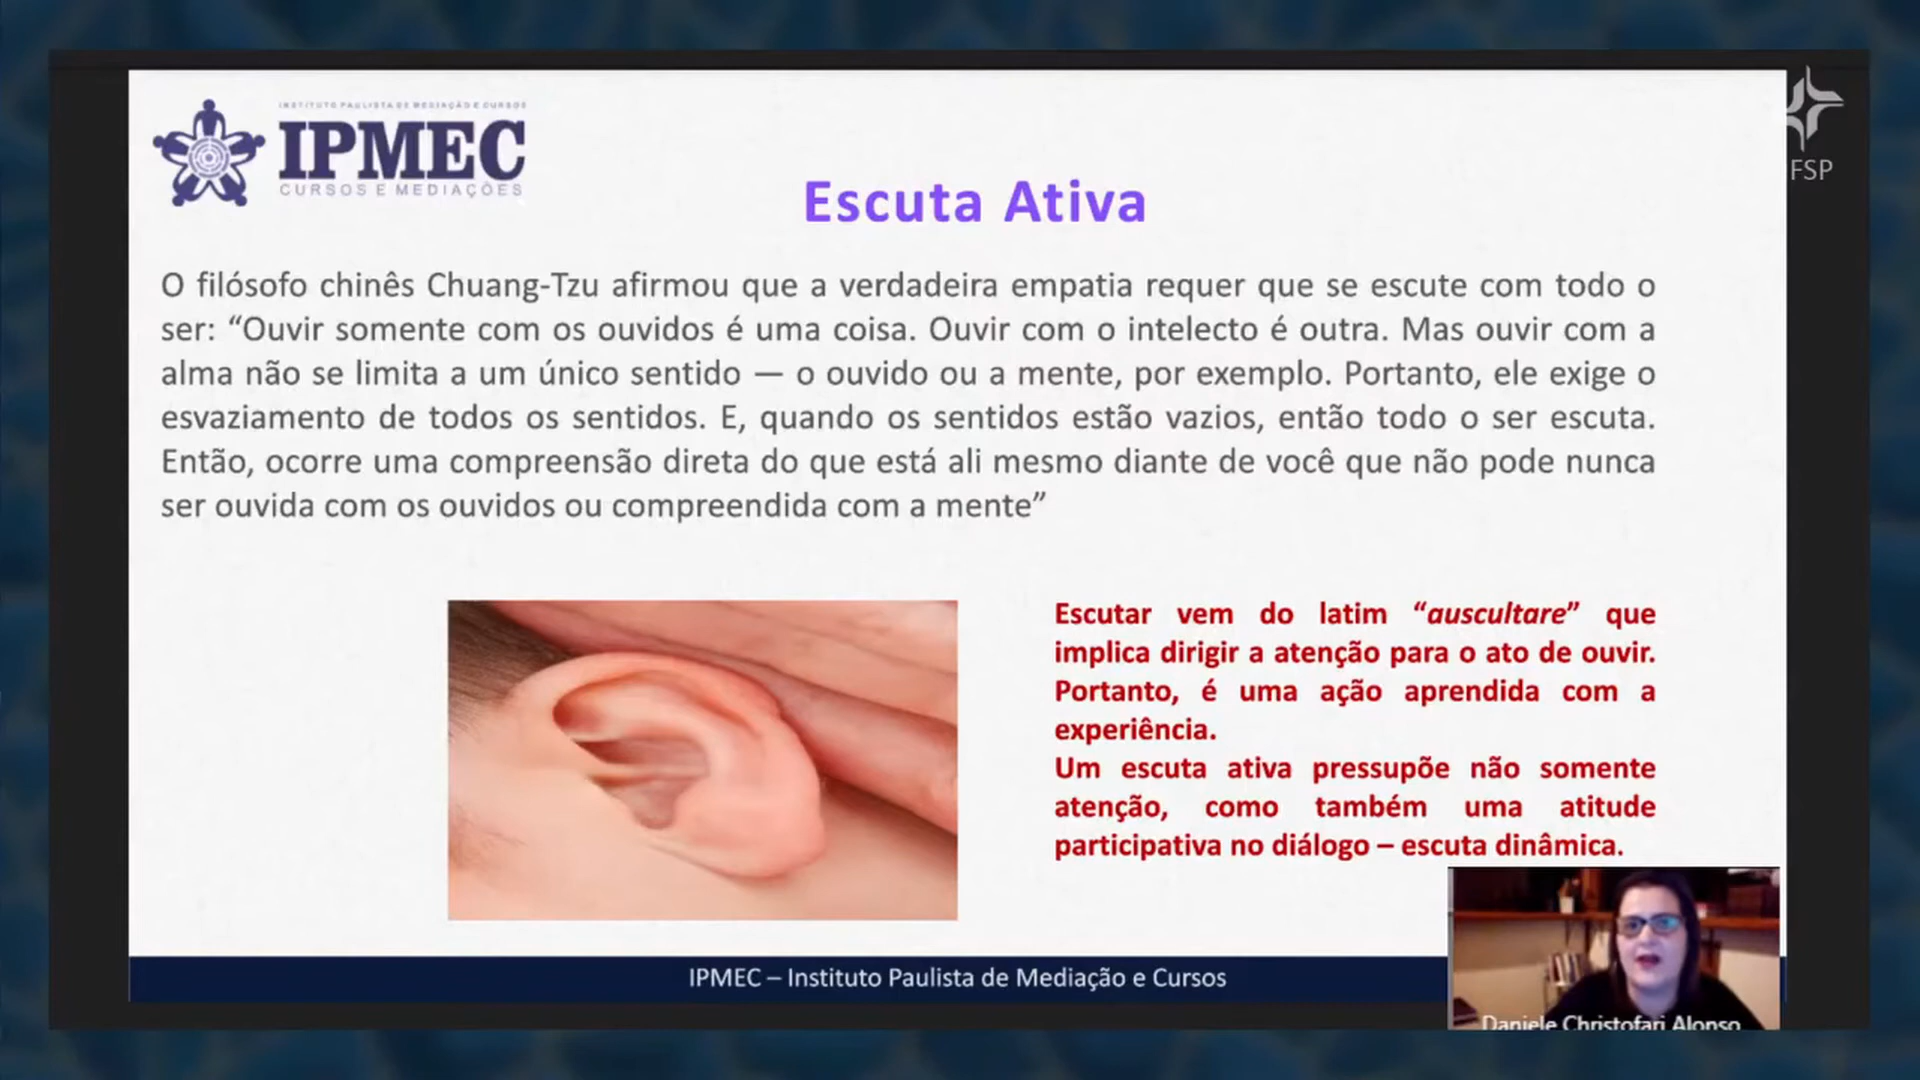 INSTITUTO PAULISTA DE MEDIAÇÃO E CURSOS
IPMEC
CURSOS E MEDIAÇÕES
FSP
Escuta Ativa
O filósofo chinês Chuang-Tzu afirmou que a verdadeira empatia requer que se escute com todo o
ser: “Ouvir somente com os ouvidos é uma coisa. Ouvir com o intelecto é outra. Mas ouvir com a
alma não se limita a um único sentido — o ouvido ou a mente, por exemplo. Portanto, ele exige o
esvaziamento de todos os sentidos. E, quando os sentidos estão vazios, então todo o ser escuta.
Então, ocorre uma compreensão direta do que está ali mesmo diante de você que não pode nunca
ser ouvida com os ouvidos ou compreendida com a mente”
Escutar vem do latim “auscultare” que
implica dirigir a atenção para o ato de ouvir.
Portanto, é uma ação aprendida com a
experiência.
Um escuta ativa pressupõe não somente
atenção, como também uma atitude
participativa no diálogo – escuta dinâmica.
IPMEC – Instituto Paulista de Mediação e Cursos
Daniele Christofari Alonso